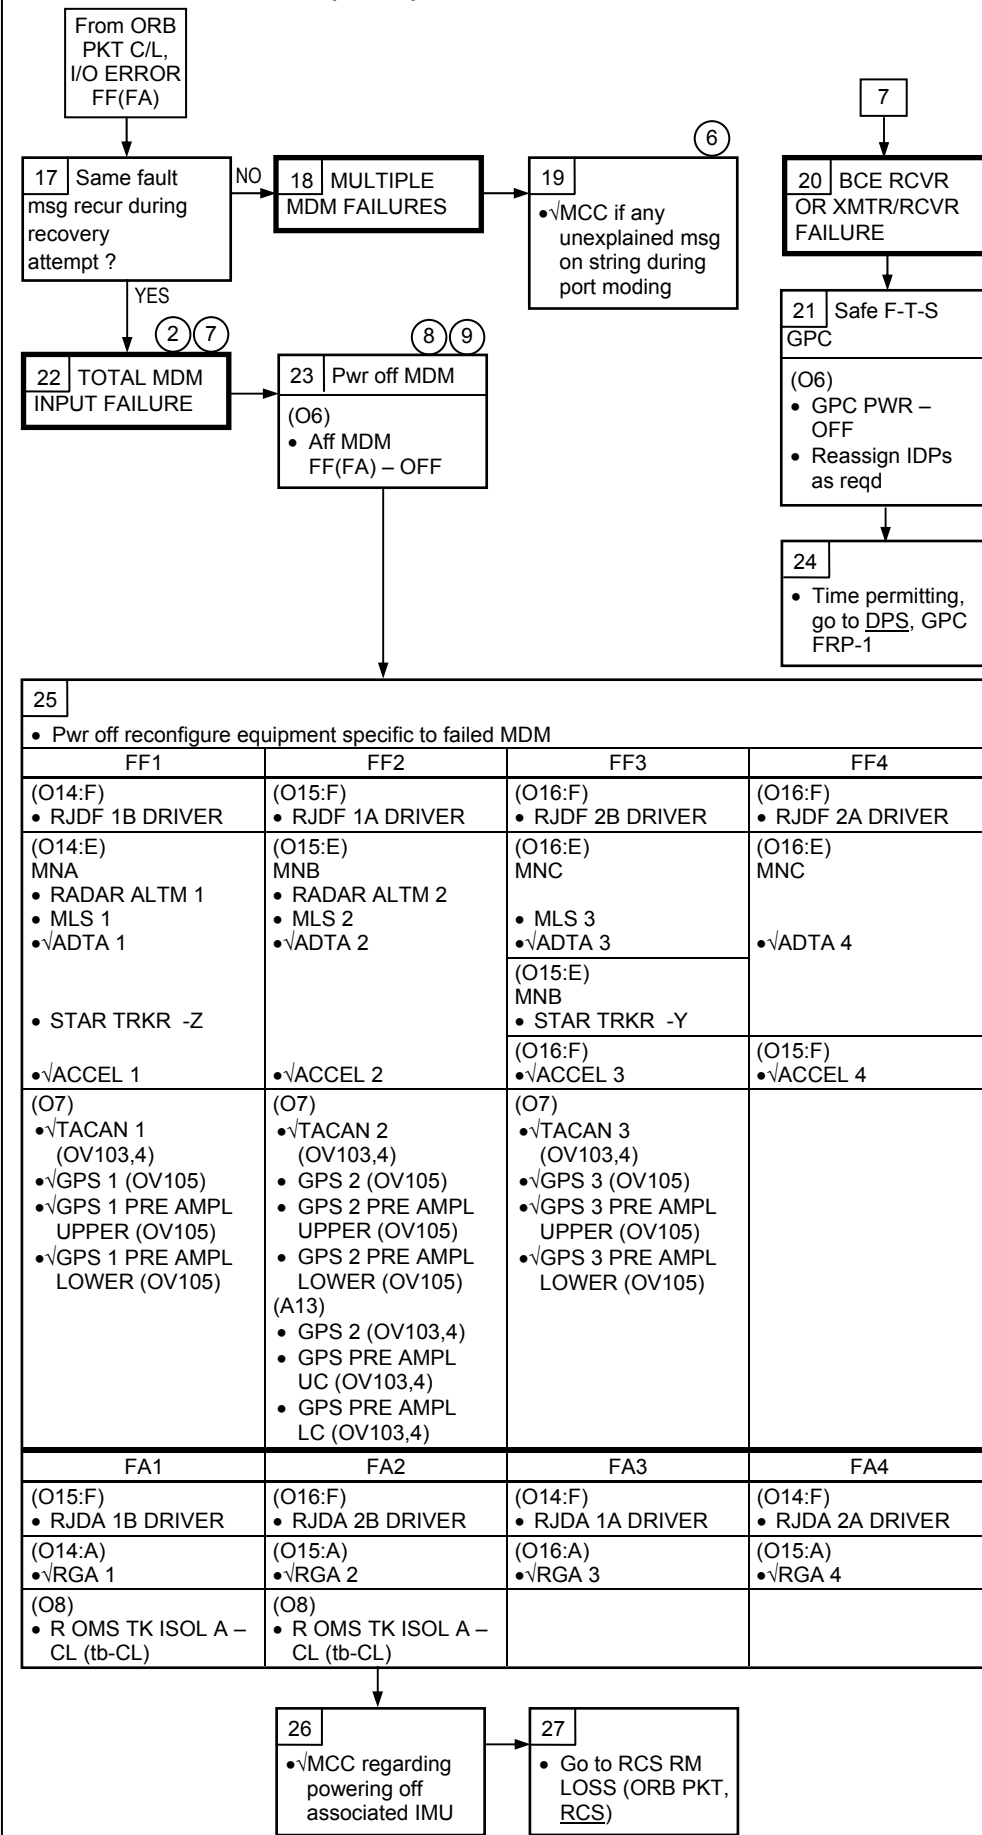 From ORB
PKT C/L,
I/O ERROR
FF(FA)
7
6
17 Same fault
msg recur during
recovery
attempt ?
NO
18 MULTIPLE
MDM FAILURES
19
•√MCC if any
unexplained msg
on string during
port moding
20 BCE RCVR
OR XMTR/RCVR
FAILURE
YES
2 7
22 TOTAL MDM
INPUT FAILURE
8 9
23 Pwr off MDM
(O6)
• Aff MDM
FF(FA) – OFF
21 Safe F-T-S
GPC
(O6)
• GPC PWR –
OFF
• Reassign IDPs
as reqd
24
• Time permitting,
go to DPS, GPC
FRP-1
25
• Pwr off reconfigure equipment specific to failed MDM
FF1 FF2 FF3 FF4
(O14:F) (O15:F) (O16:F) (O16:F)
• RJDF 1B DRIVER • RJDF 1A DRIVER • RJDF 2B DRIVER • RJDF 2A DRIVER
(O14:E) (O15:E) (O16:E) (O16:E)
MNA MNB MNC MNC
• RADAR ALTM 1 • RADAR ALTM 2
• MLS 1 • MLS 2 • MLS 3
•√ADTA 1 •√ADTA 2 •√ADTA 3 •√ADTA 4
(O15:E)
MNB
• STAR TRKR -Z • STAR TRKR -Y
(O16:F) (O15:F)
•√ACCEL 1 •√ACCEL 2 •√ACCEL 3 •√ACCEL 4
(O7) (O7) (O7)
•√TACAN 1 •√TACAN 2 •√TACAN 3
(OV103,4) (OV103,4) (OV103,4)
•√GPS 1 (OV105) • GPS 2 (OV105) •√GPS 3 (OV105)
•√GPS 1 PRE AMPL • GPS 2 PRE AMPL •√GPS 3 PRE AMPL
UPPER (OV105) UPPER (OV105) UPPER (OV105)
•√GPS 1 PRE AMPL • GPS 2 PRE AMPL •√GPS 3 PRE AMPL
LOWER (OV105) LOWER (OV105) LOWER (OV105)
(A13)
• GPS 2 (OV103,4)
• GPS PRE AMPL
UC (OV103,4)
• GPS PRE AMPL
LC (OV103,4)
FA1 FA2 FA3 FA4
(O15:F) (O16:F) (O14:F) (O14:F)
• RJDA 1B DRIVER • RJDA 2B DRIVER • RJDA 1A DRIVER • RJDA 2A DRIVER
(O14:A) (O15:A) (O16:A) (O15:A)
•√RGA 1 •√RGA 2 •√RGA 3 •√RGA 4
(O8) (O8)
• R OMS TK ISOL A – • R OMS TK ISOL A –
CL (tb-CL) CL (tb-CL)
26
•√MCC regarding
powering off
associated IMU
27
• Go to RCS RM
LOSS (ORB PKT,
RCS)